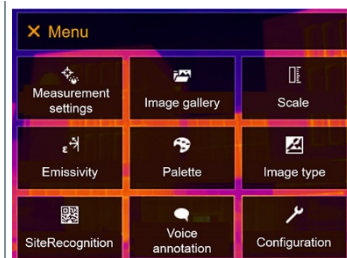 Menu
Measurement
settings
Image gallery
Scale
ε
Emissivity
Palette
Image type
SiteRecognition
Voice
annotation
Configuration